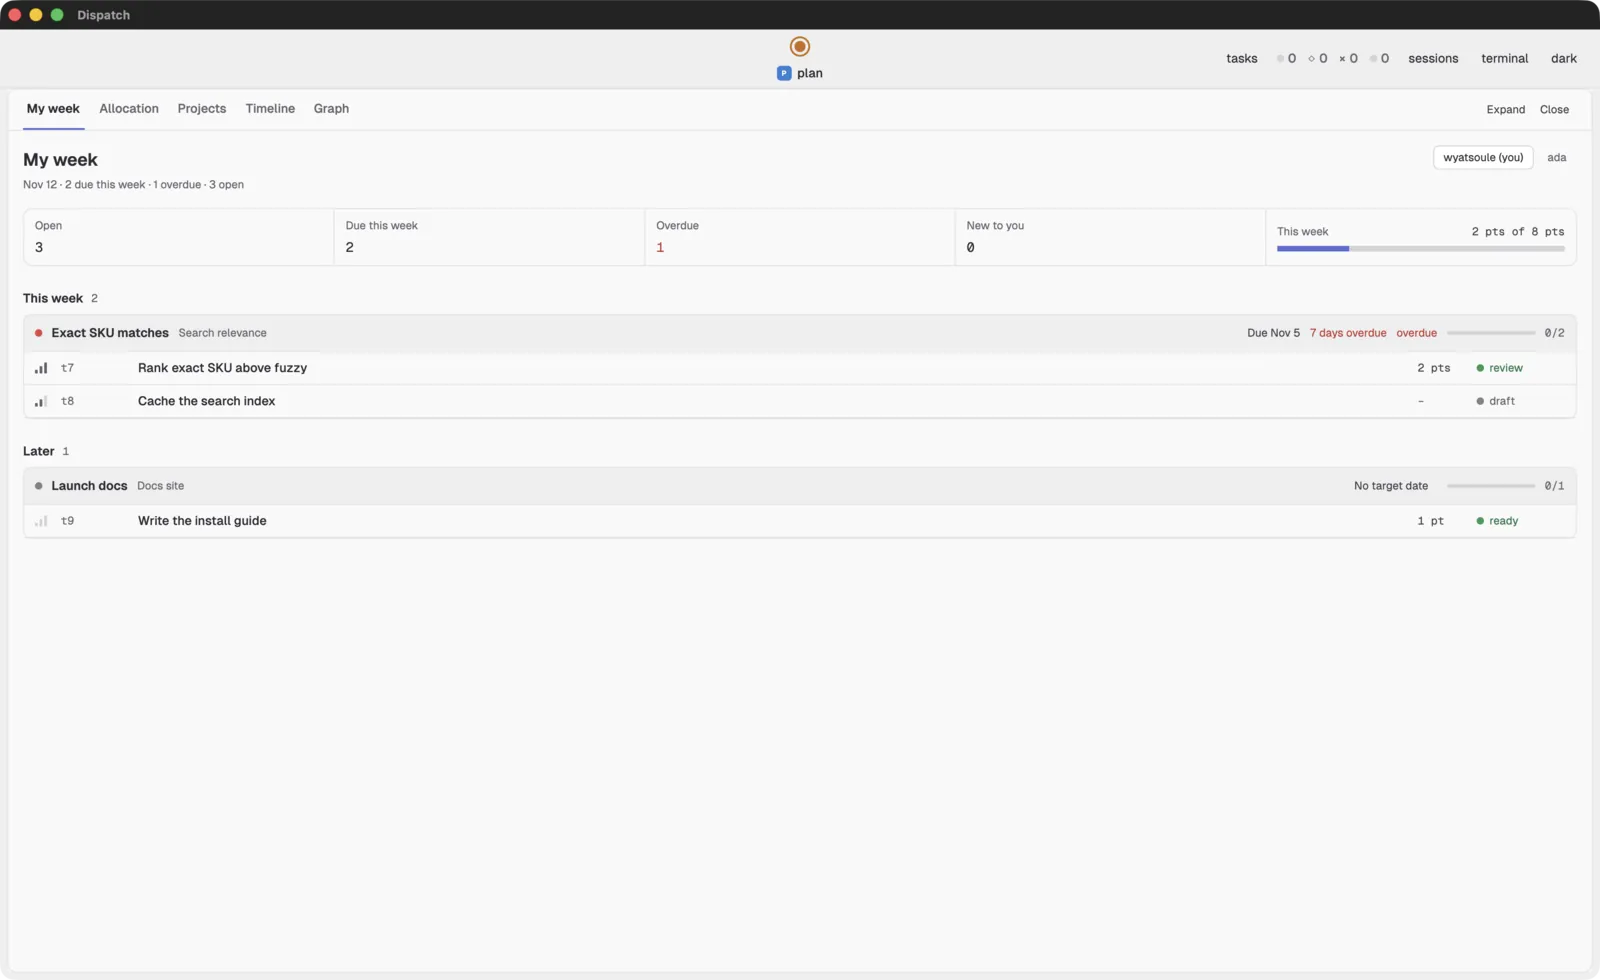 Dispatch
P plan
tasks 0 0 0 0 sessions terminal dark
My week Allocation Projects Timeline Graph Expand Close
My week
wyatsoule (you) ada
Nov 12 · 2 due this week · 1 overdue · 3 open
Open Due this week Overdue New to you This week 2 pts of 8 pts
3 2 1 0
This week 2
Exact SKU matches Search relevance Due Nov 5 7 days overdue overdue 0/2
t7 Rank exact SKU above fuzzy 2 pts review
t8 Cache the search index – draft
Later 1
Launch docs Docs site No target date 0/1
t9 Write the install guide 1 pt ready